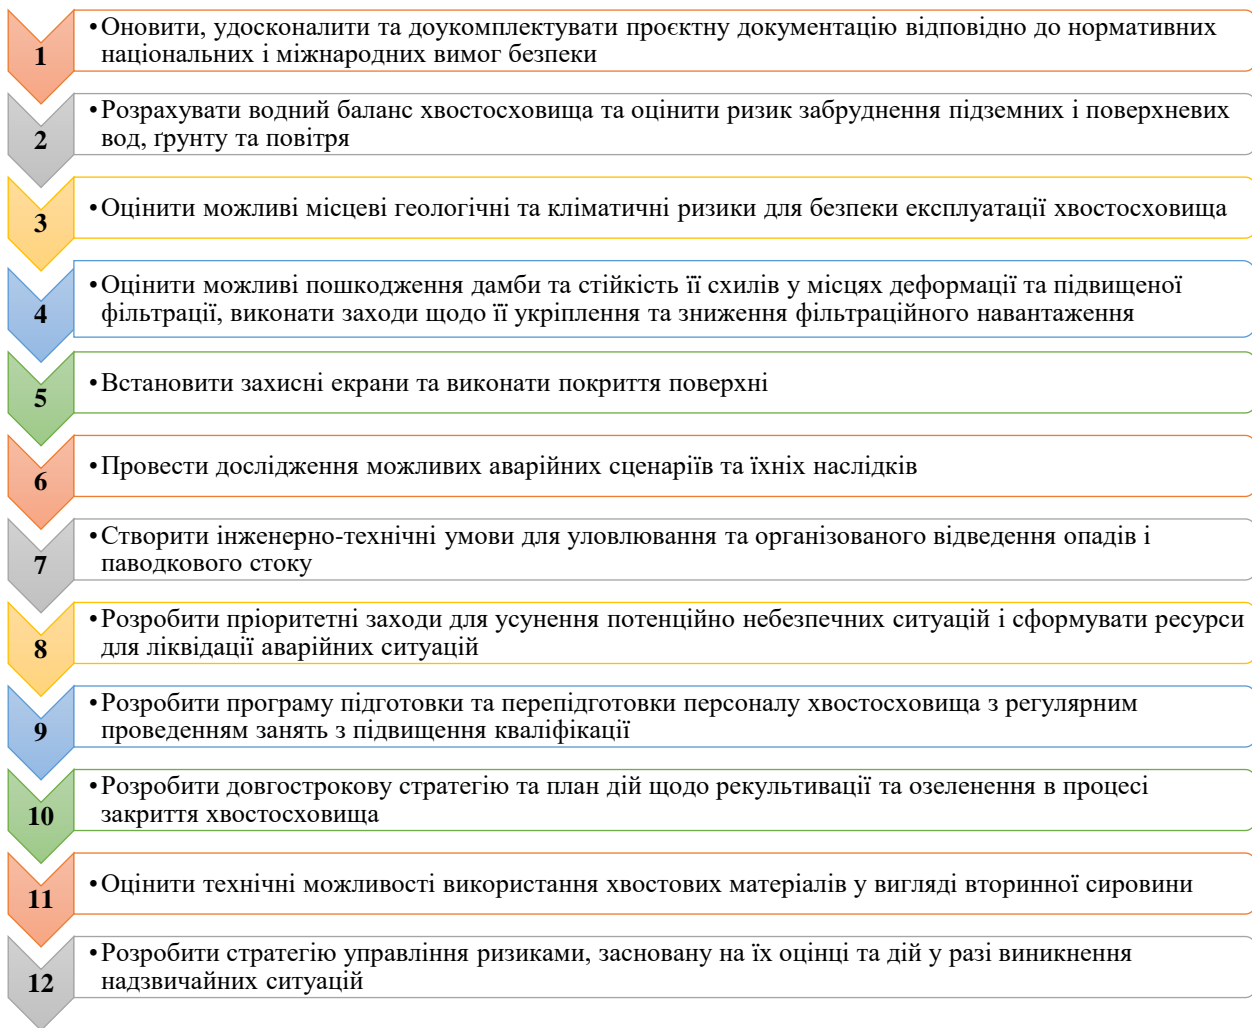 1
•Оновити, удосконалити та доукомплектувати проєктну документацію відповідно до нормативних
національних і міжнародних вимог безпеки
2
•Розрахувати водний баланс хвостосховища та оцінити ризик забруднення підземних і поверхневих
вод, ґрунту та повітря
3
•Оцінити можливі місцеві геологічні та кліматичні ризики для безпеки експлуатації хвостосховища
4
•Оцінити можливі пошкодження дамби та стійкість її схилів у місцях деформації та підвищеної
фільтрації, виконати заходи щодо її укріплення та зниження фільтраційного навантаження
5
•Встановити захисні екрани та виконати покриття поверхні
6
•Провести дослідження можливих аварійних сценаріїв та їхніх наслідків
7
•Створити інженерно-технічні умови для уловлювання та організованого відведення опадів і
паводкового стоку
8
•Розробити пріоритетні заходи для усунення потенційно небезпечних ситуацій і сформувати ресурси
для ліквідації аварійних ситуацій
9
•Розробити програму підготовки та перепідготовки персоналу хвостосховища з регулярним
проведенням занять з підвищення кваліфікації
10
•Розробити довгострокову стратегію та план дій щодо рекультивації та озеленення в процесі
закриття хвостосховища
11
•Оцінити технічні можливості використання хвостових матеріалів у вигляді вторинної сировини
12
•Розробити стратегію управління ризиками, засновану на їх оцінці та дій у разі виникнення
надзвичайних ситуацій